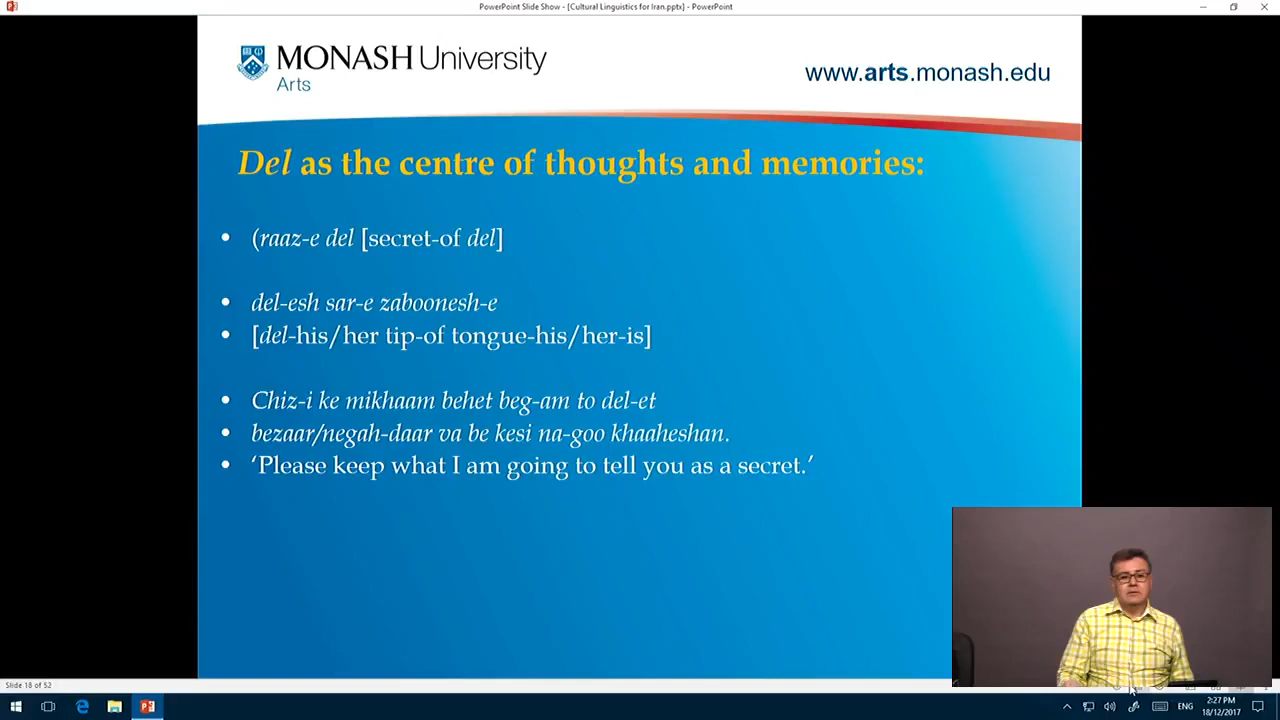 PowerPoint Slide Show - [Cultural Linguistics for Iran.pptx] - PowerPoint
MONASH University
Arts
www.arts.monash.edu
Del as the centre of thoughts and memories:
• (raaz-e del [secret-of del]
• del-esh sar-e zaboonesh-e
• [del-his/her tip-of tongue-his/her-is]
• Chiz-i ke mikhaam behet beg-am to del-et
• bezaar/negah-daar va be kesi na-goo khaaheshan.
• ‘Please keep what I am going to tell you as a secret.’
Slide 18 of 52
ENG
2:27 PM
18/12/2017